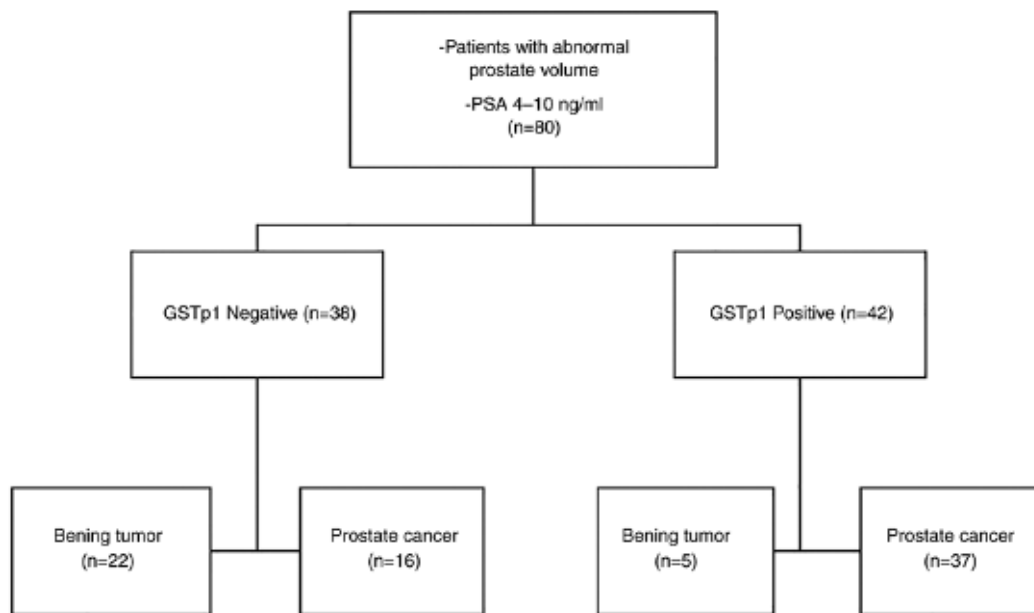 -Patients with abnormal
prostate volume
-PSA 4–10 ng/ml
(n=80)
GSTp1 Negative (n=38)
GSTp1 Positive (n=42)
Bening tumor
(n=22)
Prostate cancer
(n=16)
Bening tumor
(n=5)
Prostate cancer
(n=37)